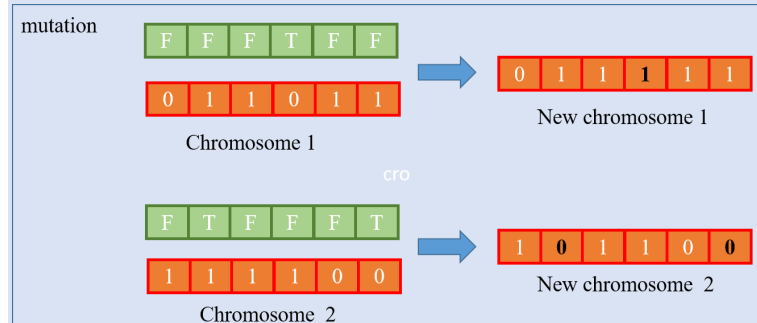 mutation
F F F T F F
0 1 1 0 1 1
Chromosome 1
0 1 1 1 1 1
New chromosome 1
cro
F T F F F T
1 1 1 1 0 0
Chromosome 2
1 0 1 1 0 0
New chromosome 2